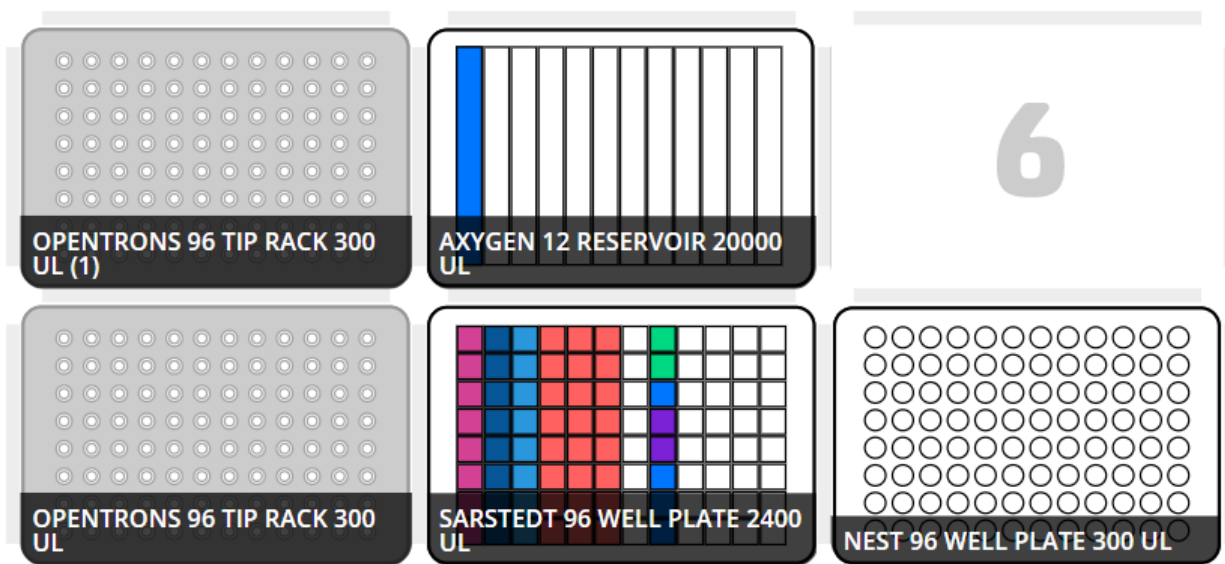 OPENTRONS 96 TIP RACK 300
UL (1)
AXYGEN 12 RESERVOIR 20000
UL
6
OPENTRONS 96 TIP RACK 300
UL
SARSTEDT 96 WELL PLATE 2400
UL
NEST 96 WELL PLATE 300 UL